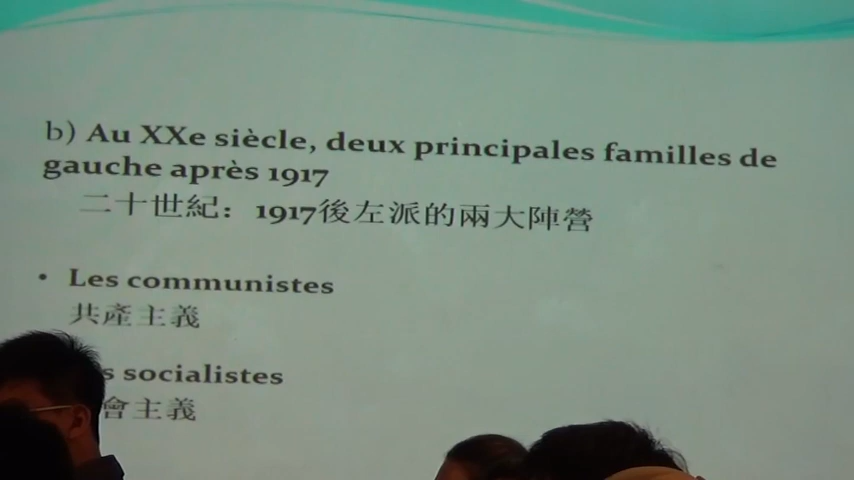 b) Au XXe siècle, deux principales familles de
gauche après 1917
二十世紀：1917後左派的兩大陣營
• Les communistes
共產主義
socialistes
會主義